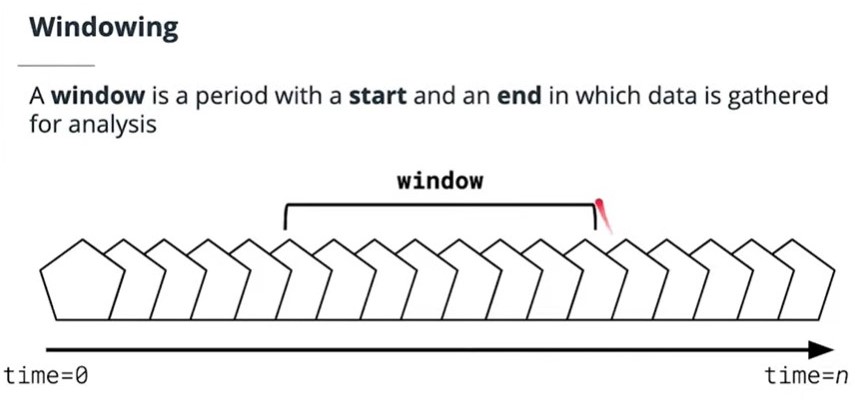 Windowing
A window is a period with a start and an end in which data is gathered
for analysis
window
time=0
time=n